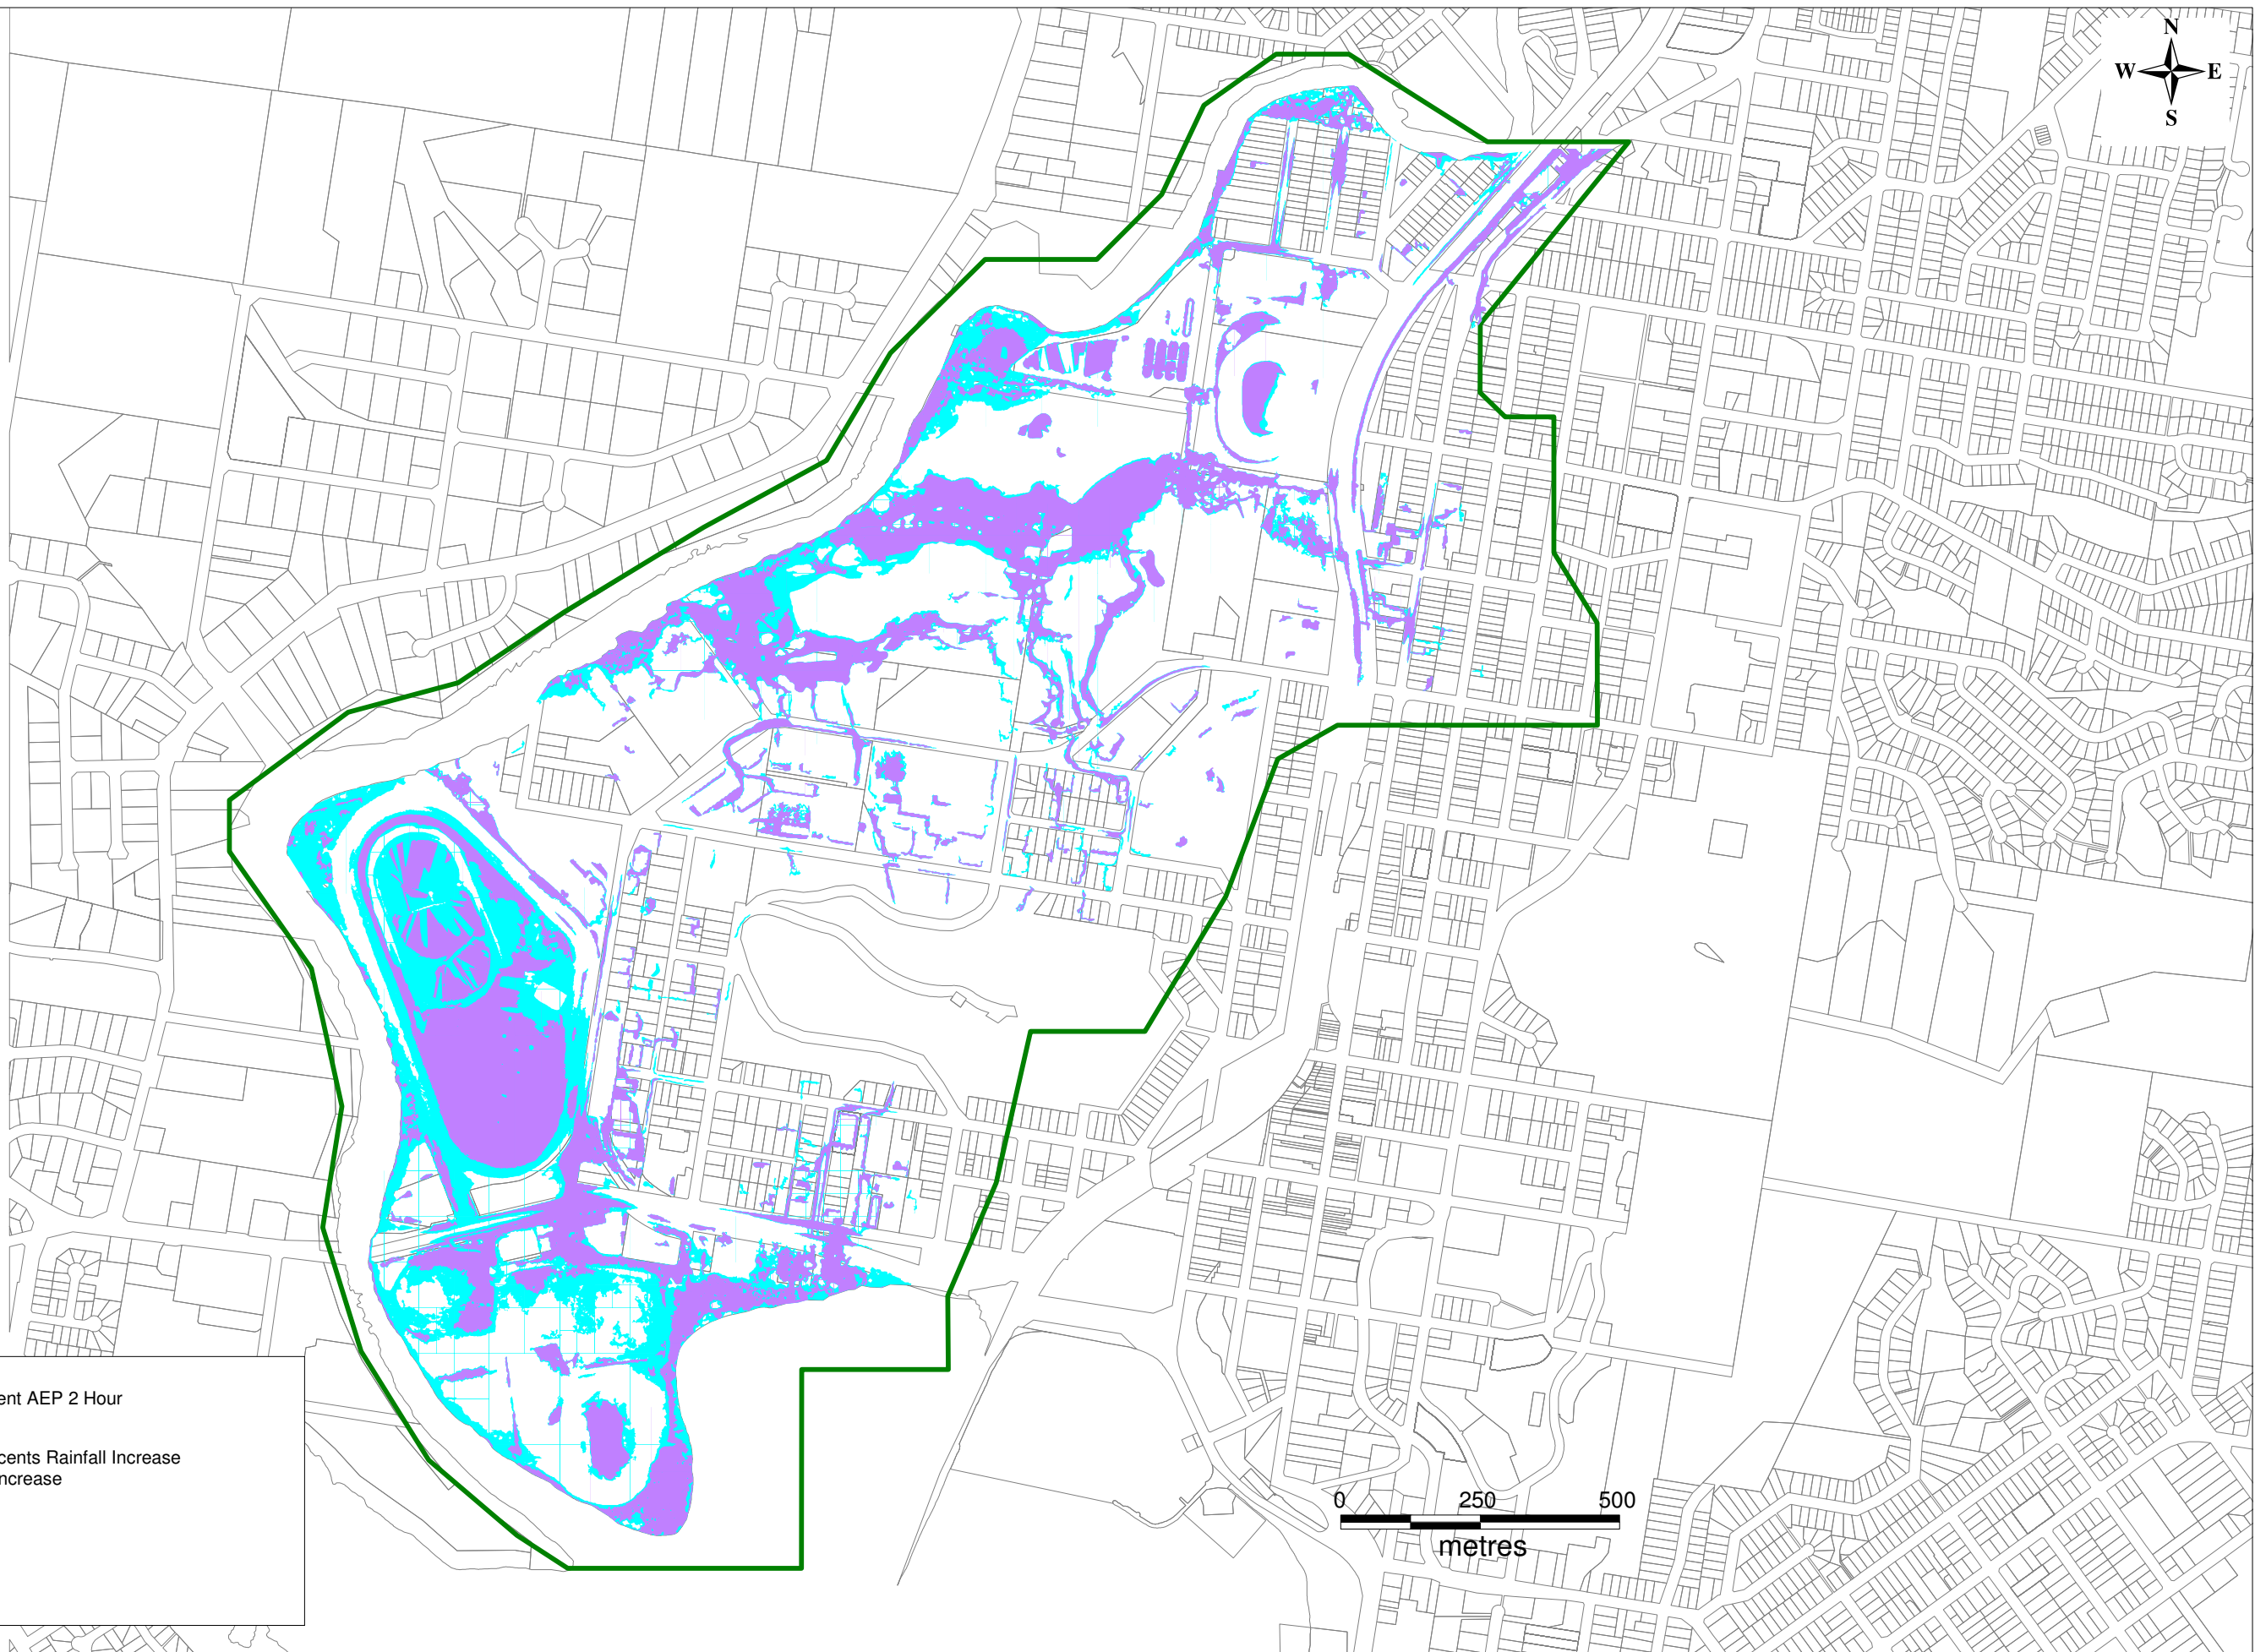 N
W E
S
ent AEP 2 Hour
cents Rainfall Increase
ncrease
0 250 500
metres